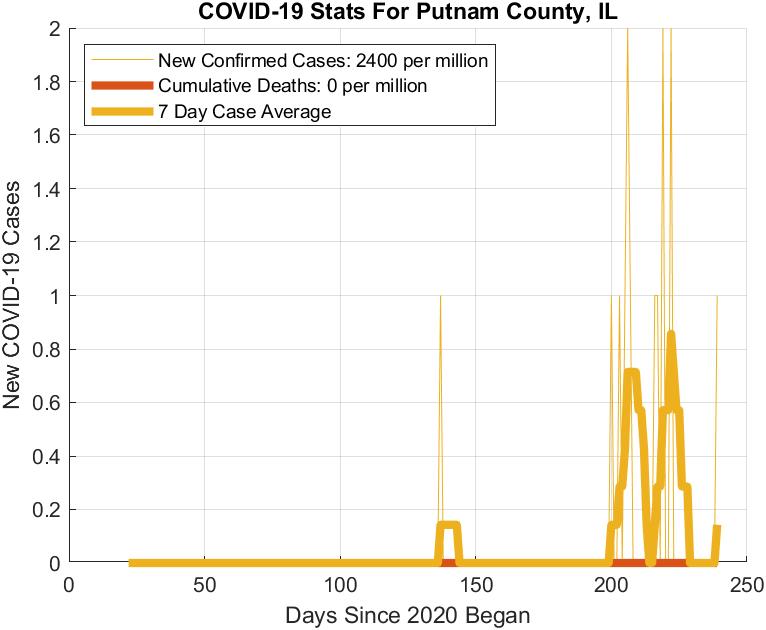 COVID-19 Stats For Putnam County, IL
New Confirmed Cases: 2400 per million
Cumulative Deaths: 0 per million
7 Day Case Average
New COVID-19 Cases
2
1.8
1.6
1.4
1.2
1
0.8
0.6
0.4
0.2
0
0 50 100 150 200 250
Days Since 2020 Began